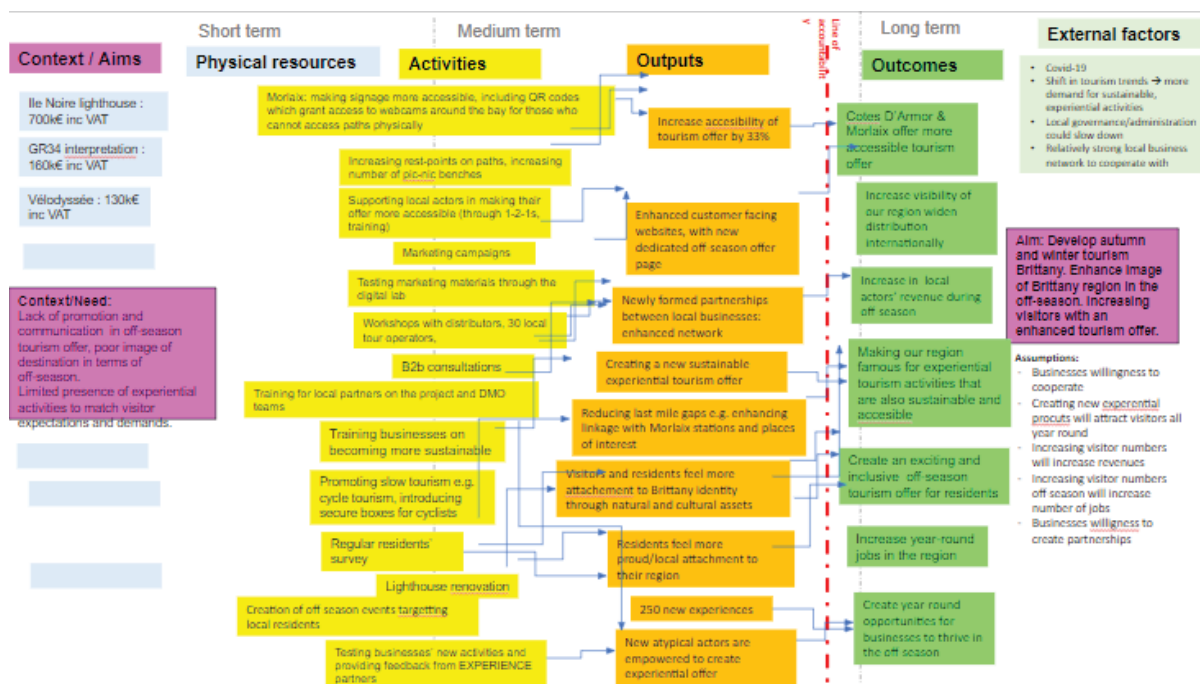 Short term
Medium term
Long term
Line of
accountabilit
y
Context / Aims
Physical resources
Activities
Outputs
Outcomes
External factors
Ile Noire lighthouse :
700k€ inc VAT
GR34 interpretation :
160k€ inc VAT
Vélodyssée : 130k€
inc VAT
Context/Need:
Lack of promotion and
communication in off-season
tourism offer, poor image of
destination in terms of
off-season.
Limited presence of experiential
activities to match visitor
expectations and demands.
Morlaix: making signage more accessible, including QR codes
which grant access to webcams around the bay for those who
cannot access paths physically
Increasing rest-points on paths, increasing
number of pic-nic benches
Supporting local actors in making their
offer more accessible (through 1-2-1s,
training)
Marketing campaigns
Testing marketing materials through the
digital lab
Workshops with distributors, 30 local
tour operators,
B2b consultations
Training for local partners on the project and DMO
teams
Training businesses on
becoming more sustainable
Promoting slow tourism e.g.
cycle tourism, introducing
secure boxes for cyclists
Regular residents'
survey
Lighthouse renovation
Creation of off season events targetting
local residents
Testing businesses' new activities and
providing feedback from EXPERIENCE
partners
Increase accesibility of
tourism offer by 33%
Enhanced customer facing
websites, with new
dedicated off-season offer
page
Newly formed partnerships
between local businesses:
enhanced network
Creating a new sustainable
experiential tourism offer
Reducing last mile gaps e.g. enhancing
linkage with Morlaix stations and places
of interest
Visitors and residents feel more
attachement to Brittany identity
through natural and cultural assets
Residents feel more
proud/local attachment to
their region
250 new experiences
New atypical actors are
empowered to create
experiential offer
Cotes D'Armor &
Morlaix offer more
accessible tourism
offer
Increase visibility of
our region widen
distribution
internationally
Increase in local
actors' revenue during
off season
Making our region
famous for experiential
tourism activities that
are also sustainable and
accesible
Create an exciting and
inclusive off-season
tourism offer for residents
Increase year-round
jobs in the region
Create year round
opportunities for
businesses to thrive in
the off season
• Covid-19
• Shift in tourism trends → more
demand for sustainable,
experiential activities
• Local governance/administration
could slow down
• Relatively strong local business
network to cooperate with
Aim: Develop autumn
and winter tourism
Brittany. Enhance image
of Brittany region in the
off-season. Increasing
visitors with an
enhanced tourism offer.
Assumptions:
- Businesses willingness to
cooperate
- Creating new experential
procuts will attract visitors all
year round
- Increasing visitor numbers
will increase revenues
- Increasing visitor numbers
off season will increase
number of jobs
- Businesses willigness to
create partnerships